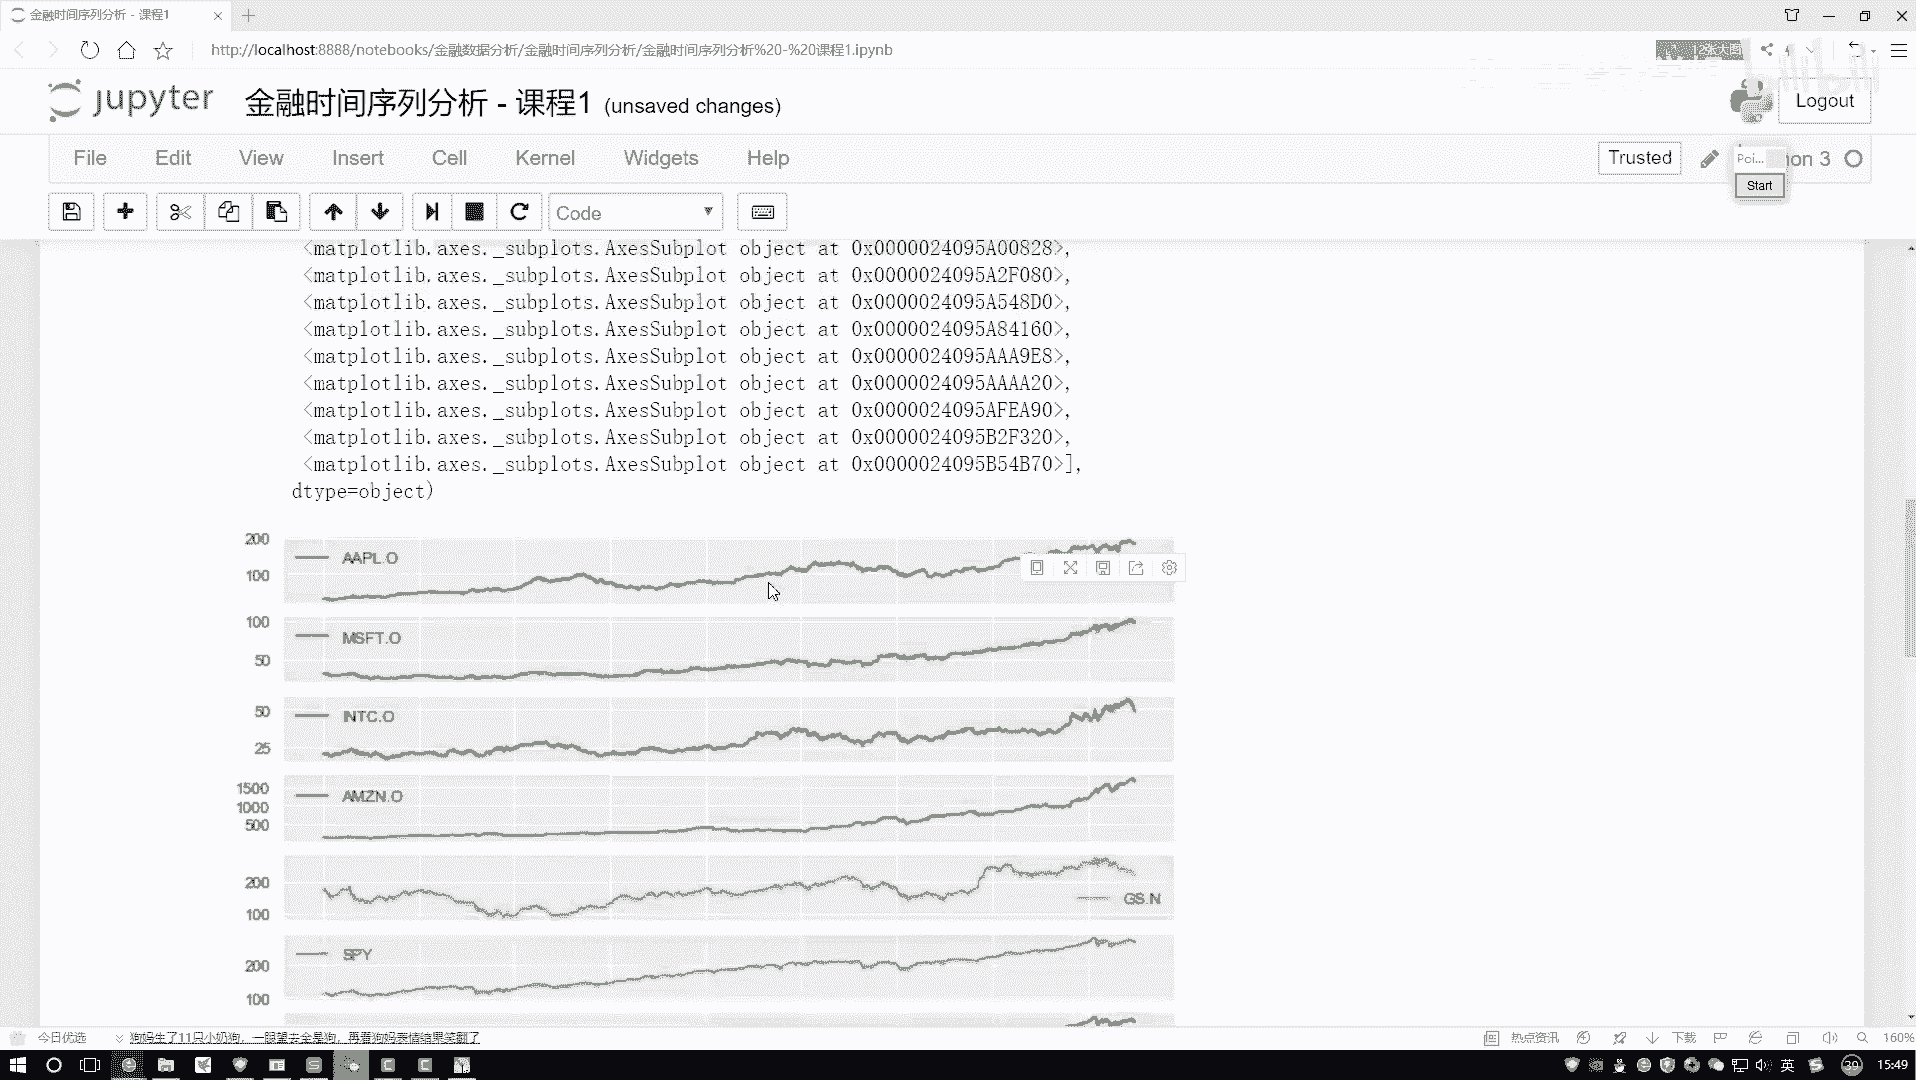 金融时间序列分析 - 课程1
http://localhost:8888/notebooks/金融数据分析/金融时间序列分析/金融时间序列分析%20-%20课程1.ipynb
12张大图
bilibili
jupyter 金融时间序列分析 - 课程1 (unsaved changes)
Logout
File Edit View Insert Cell Kernel Widgets Help
Trusted
Poi...
on 3
Start
Code
<matplotlib.axes._subplots.AxesSubplot object at 0x0000024095A00828>,
<matplotlib.axes._subplots.AxesSubplot object at 0x0000024095A2F080>,
<matplotlib.axes._subplots.AxesSubplot object at 0x0000024095A548D0>,
<matplotlib.axes._subplots.AxesSubplot object at 0x0000024095A84160>,
<matplotlib.axes._subplots.AxesSubplot object at 0x0000024095AAA9E8>,
<matplotlib.axes._subplots.AxesSubplot object at 0x0000024095AAAA20>,
<matplotlib.axes._subplots.AxesSubplot object at 0x0000024095AFEA90>,
<matplotlib.axes._subplots.AxesSubplot object at 0x0000024095B2F320>,
<matplotlib.axes._subplots.AxesSubplot object at 0x0000024095B54B70>],
dtype=object)
200
AAPL.O
100
100
MSFT.O
50
50
INTC.O
25
1500
AMZN.O
1000
500
200
GS.N
100
SPY
200
100
今日优选
狗妈生了11只小奶狗，一眼望去全是狗，再看狗妈表情结果笑翻了
热点资讯
下载
160%
英
39
15:49